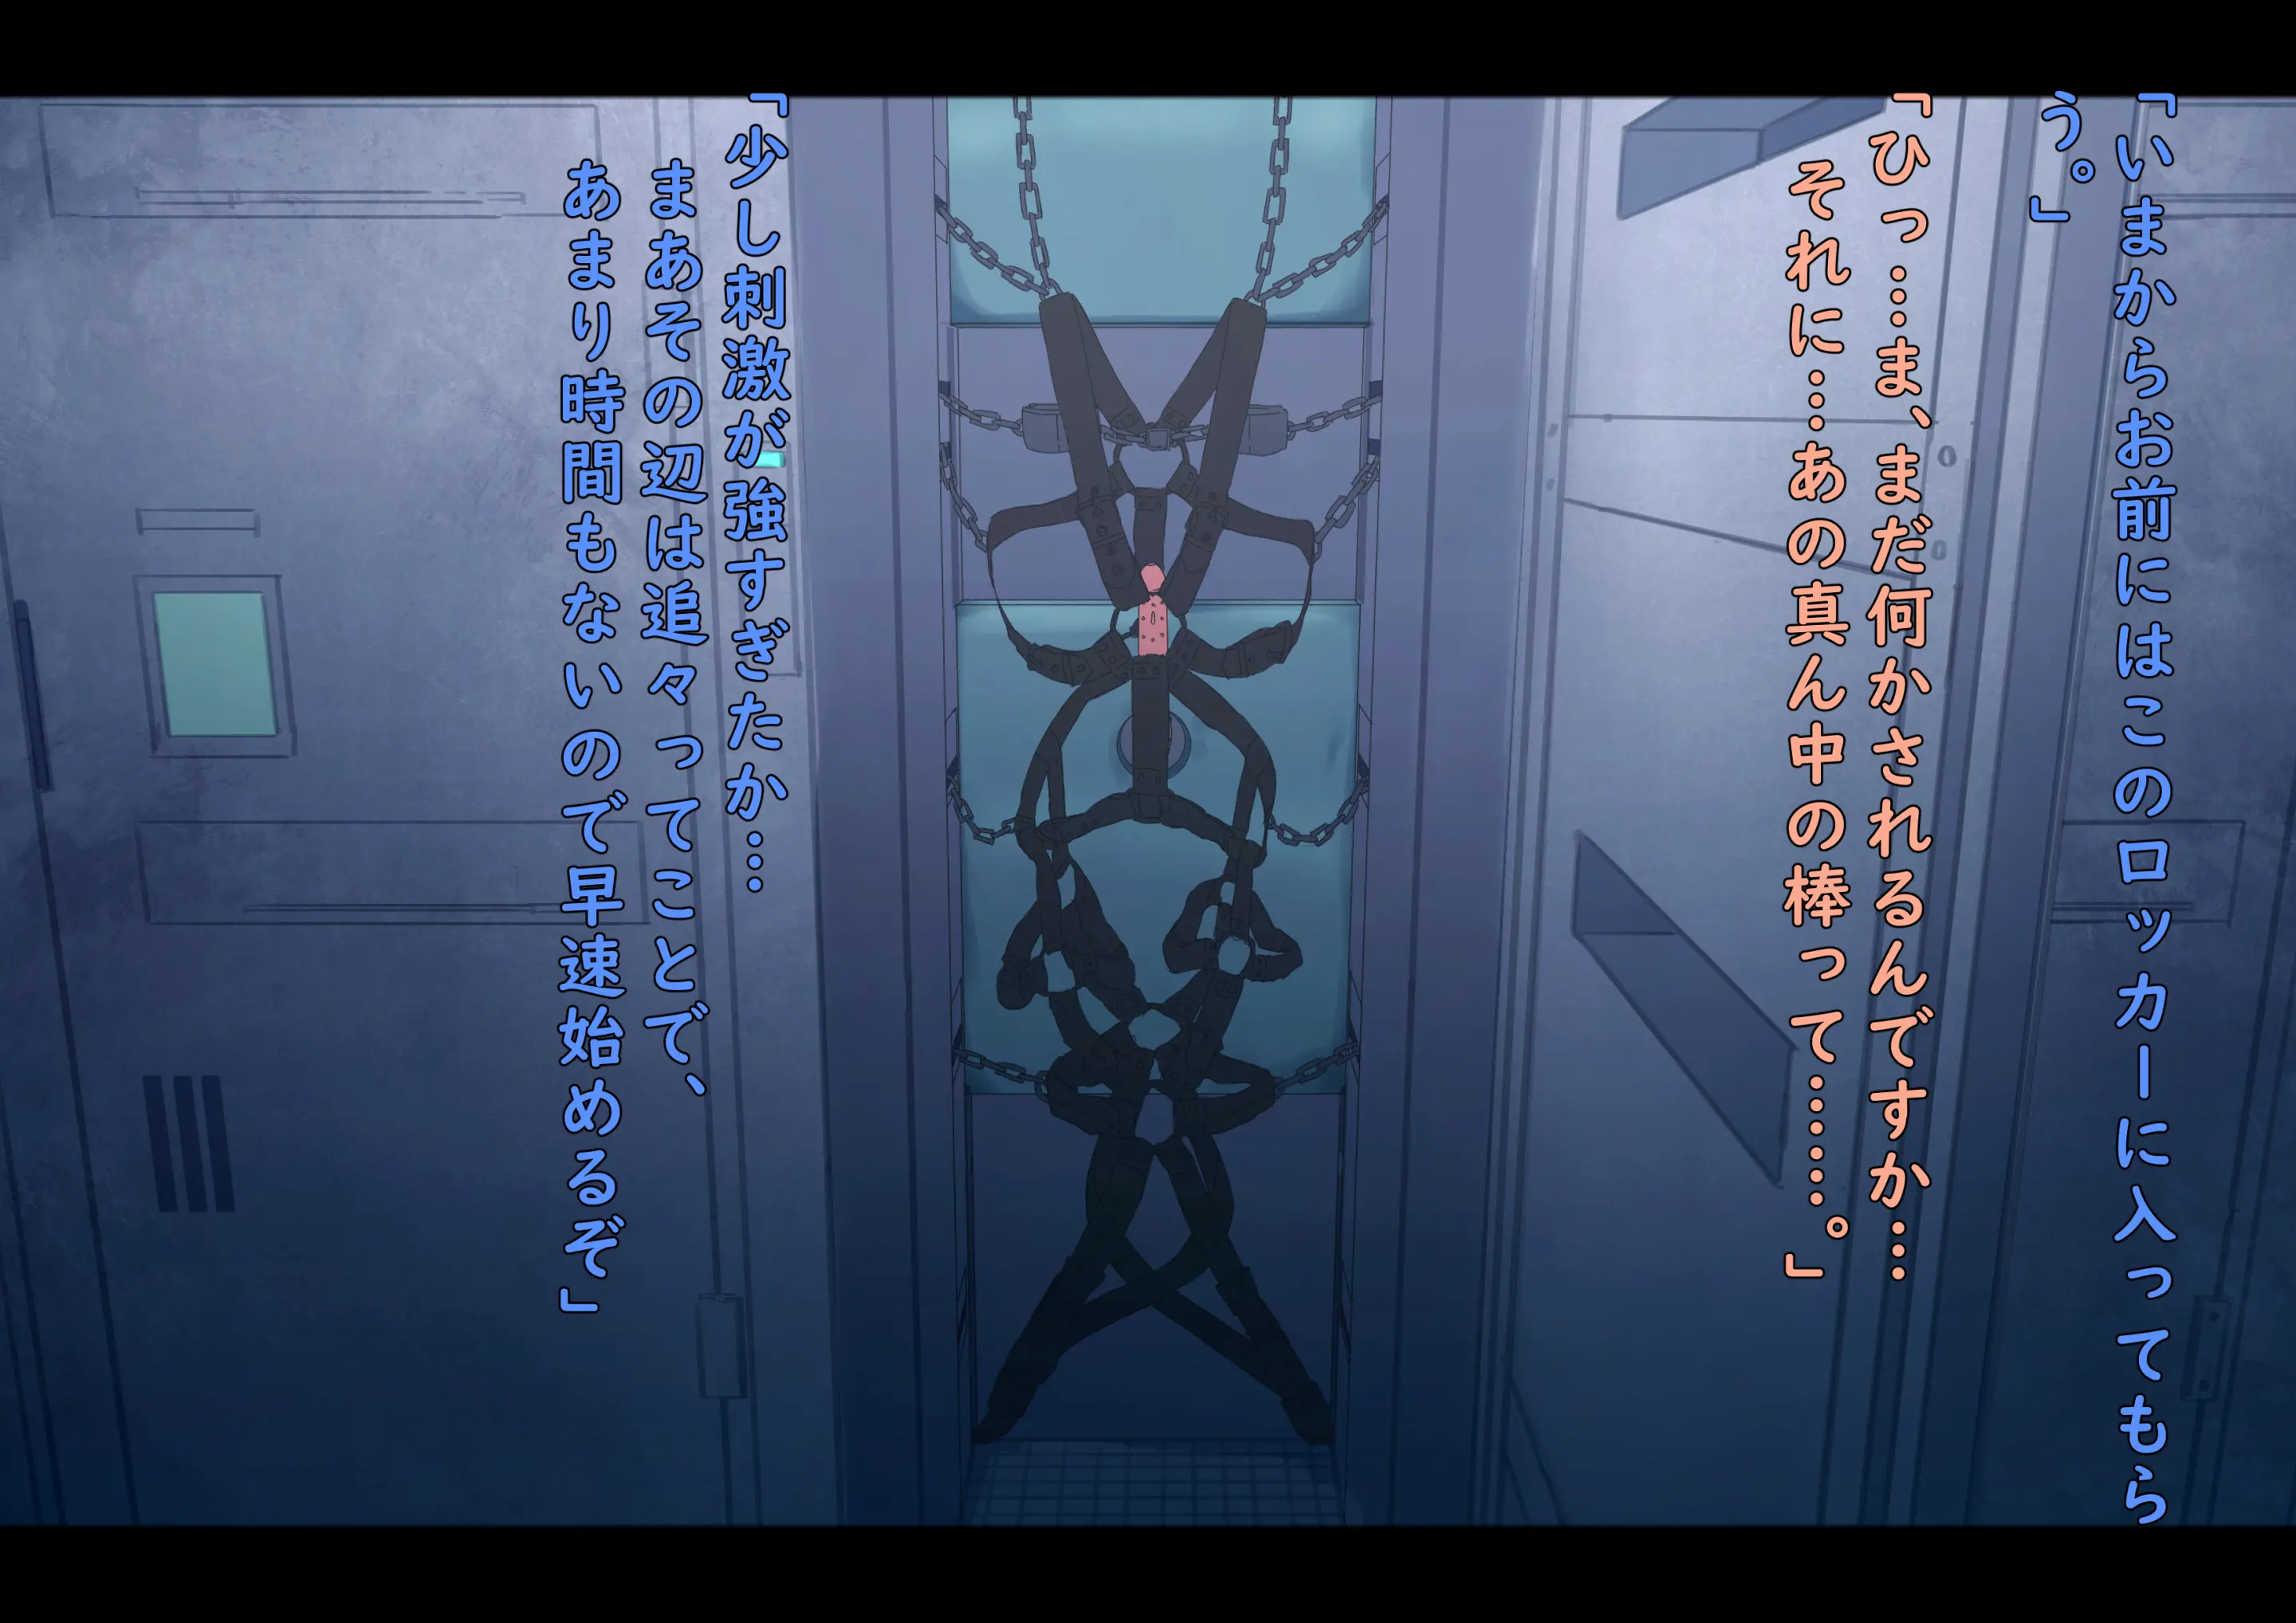 「いまからお前にはこのロッカーに入ってもら
う。」
「ひっ……ま、まだ何かされるんですか…
それに……あの真ん中の棒って………。」
「少し刺激が強すぎたか…
まあその辺は追々ってことで、
あまり時間もないので早速始めるぞ」